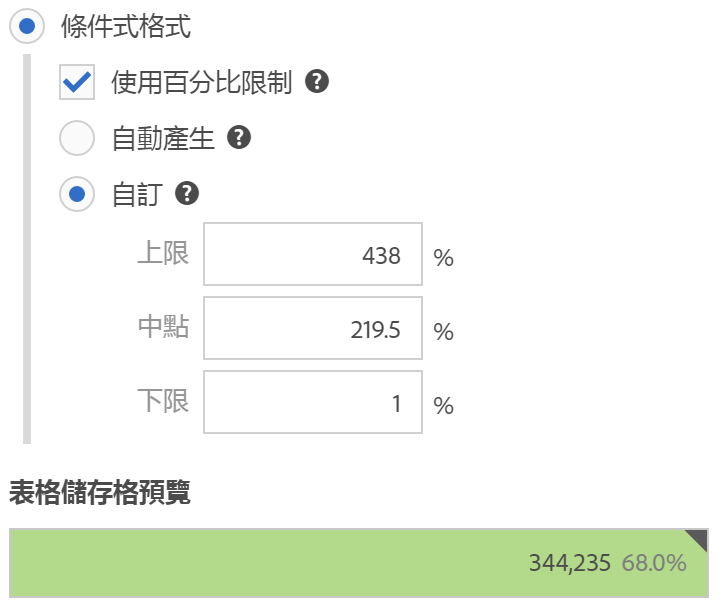 條件式格式
使用百分比限制 ?
自動產生 ?
自訂 ?
上限 438 %
中點 219.5 %
下限 1 %
表格儲存格預覽
344,235 68.0%